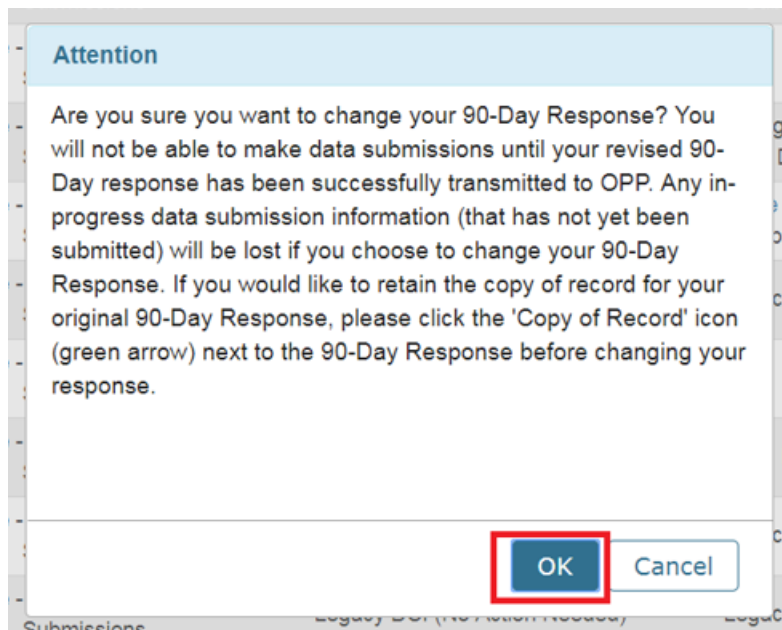 Attention
Are you sure you want to change your 90-Day Response? You
will not be able to make data submissions until your revised 90-
Day response has been successfully transmitted to OPP. Any in-
progress data submission information (that has not yet been
submitted) will be lost if you choose to change your 90-Day
Response. If you would like to retain the copy of record for your
original 90-Day Response, please click the 'Copy of Record' icon
(green arrow) next to the 90-Day Response before changing your
response.
OK Cancel